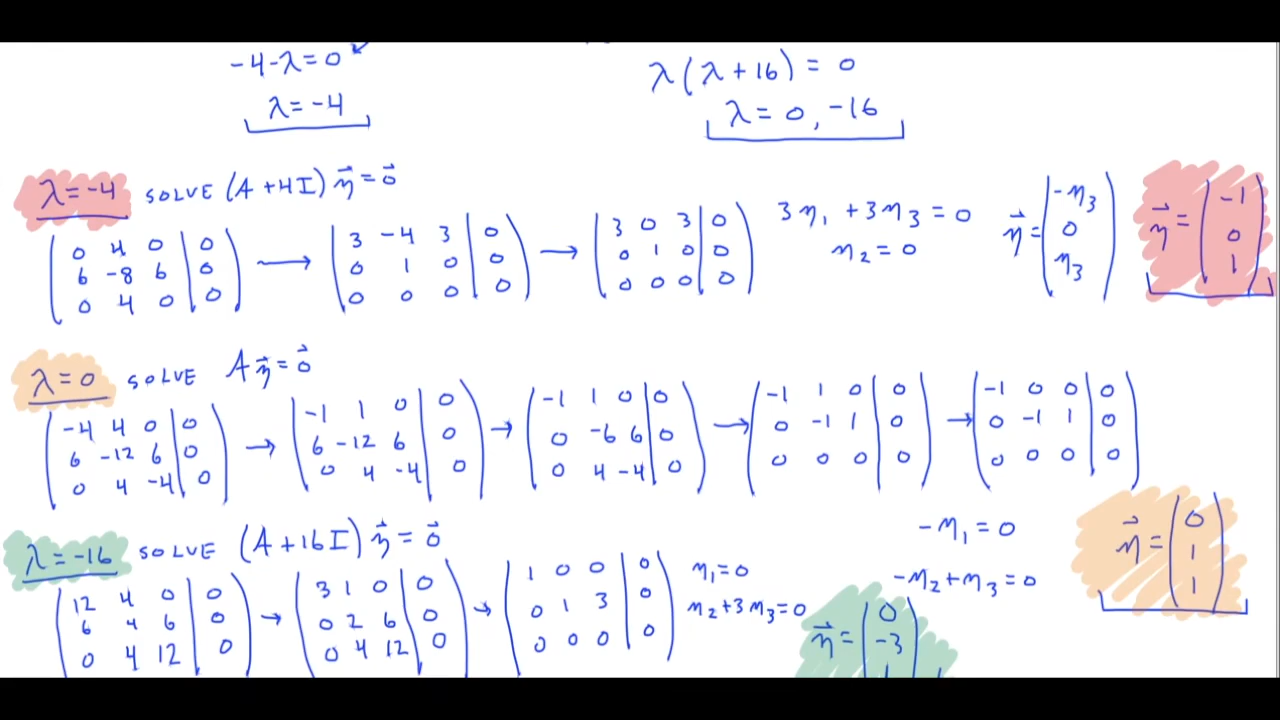 -4-λ=0
λ(λ+16) = 0
λ=-4
λ= 0, -16
λ=-4 SOLVE (A+4I) η⃗ = 0⃗
( 0 4 0 | 0 ) → ( 3 -4 3 | 0 ) → ( 3 0 3 | 0 ) 3η₁ + 3η₃ = 0 η⃗ = ( -η₃ ) η⃗ = ( -1 )
( 6 -8 6 | 0 ) ( 0 1 0 | 0 ) ( 0 1 0 | 0 ) η₂ = 0 ( 0 ) ( 0 )
( 0 4 0 | 0 ) ( 0 0 0 | 0 ) ( 0 0 0 | 0 ) ( η₃ ) ( 1 )
λ=0 SOLVE Aη⃗ = 0⃗
( -4 4 0 | 0 ) → ( -1 1 0 | 0 ) → ( -1 1 0 | 0 ) → ( -1 1 0 | 0 ) → ( -1 0 0 | 0 )
( 6 -12 6 | 0 ) ( 6 -12 6 | 0 ) ( 0 -6 6 | 0 ) ( 0 -1 1 | 0 ) ( 0 -1 1 | 0 )
( 0 4 -4 | 0 ) ( 0 4 -4 | 0 ) ( 0 4 -4 | 0 ) ( 0 0 0 | 0 ) ( 0 0 0 | 0 )
-η₁ = 0
-η₂+η₃=0
η⃗ = ( 0 )
( 1 )
( 1 )
λ=-16 SOLVE (A+16I) η⃗ = 0⃗
( 12 4 0 | 0 ) → ( 3 1 0 | 0 ) → ( 1 0 0 | 0 ) η₁=0
( 6 4 6 | 0 ) ( 0 2 6 | 0 ) ( 0 1 3 | 0 ) η₂+3η₃=0
( 0 4 12 | 0 ) ( 0 4 12 | 0 ) ( 0 0 0 | 0 )
η⃗ = ( 0 )
( -3 )